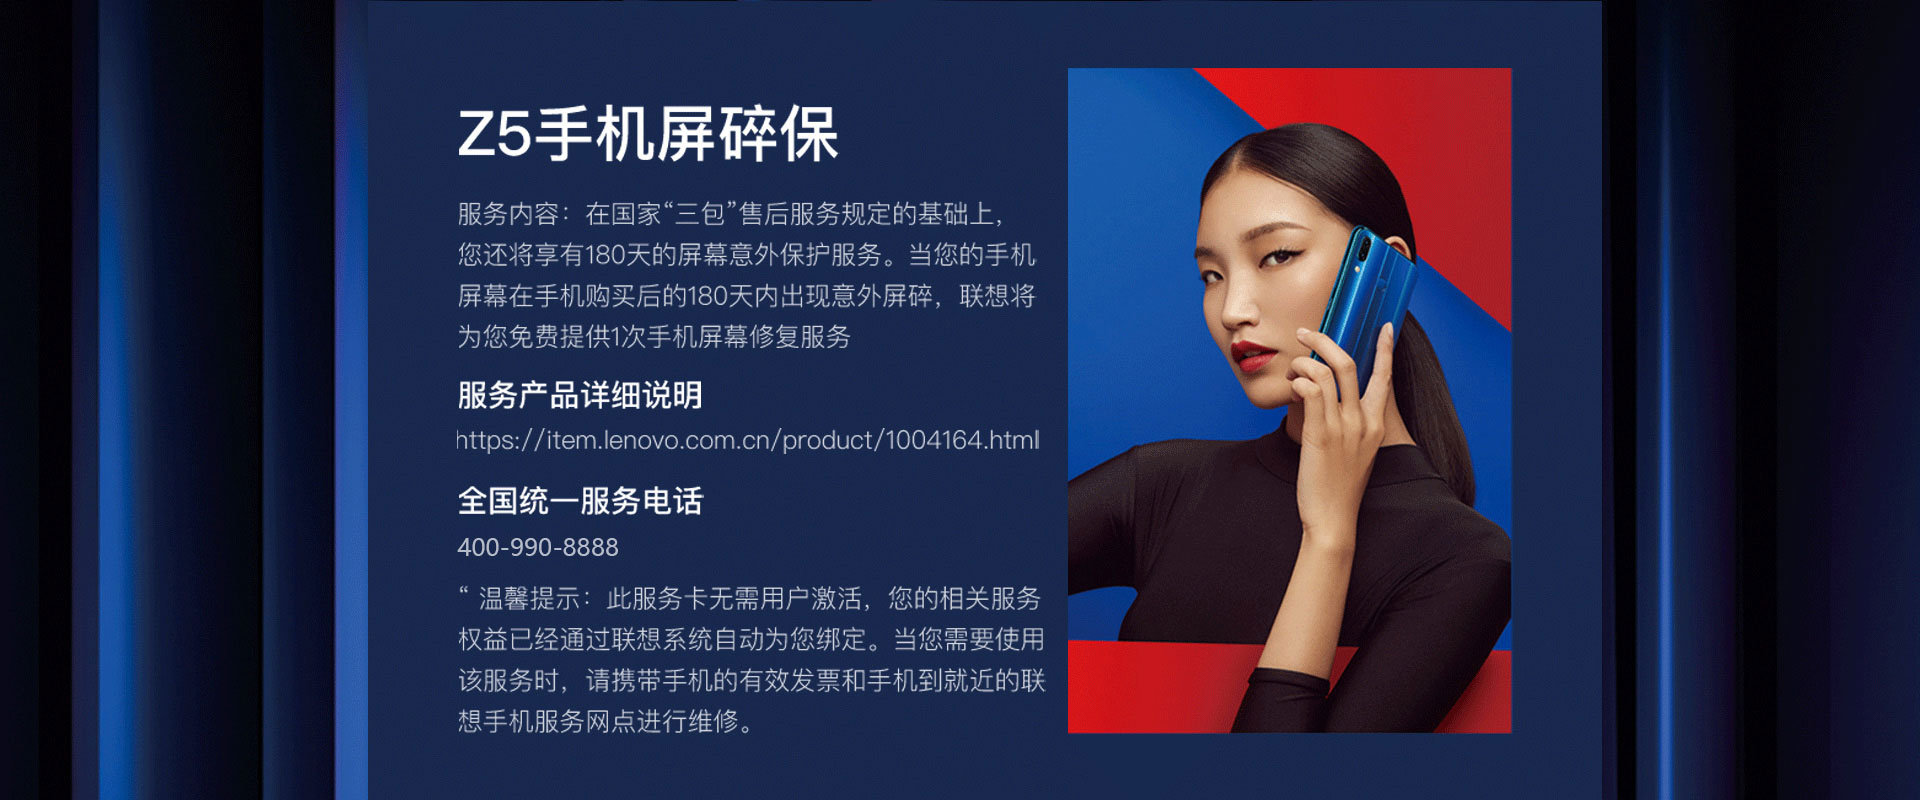 Z5手机屏碎保
服务内容：在国家“三包”售后服务规定的基础上，
您还将享有180天的屏幕意外保护服务。当您的手机
屏幕在手机购买后的180天内出现意外屏碎，联想将
为您免费提供1次手机屏幕修复服务
服务产品详细说明
https://item.lenovo.com.cn/product/1004164.html
全国统一服务电话
400-990-8888
“ 温馨提示：此服务卡无需用户激活，您的相关服务
权益已经通过联想系统自动为您绑定。当您需要使用
该服务时，请携带手机的有效发票和手机到就近的联
想手机服务网点进行维修。